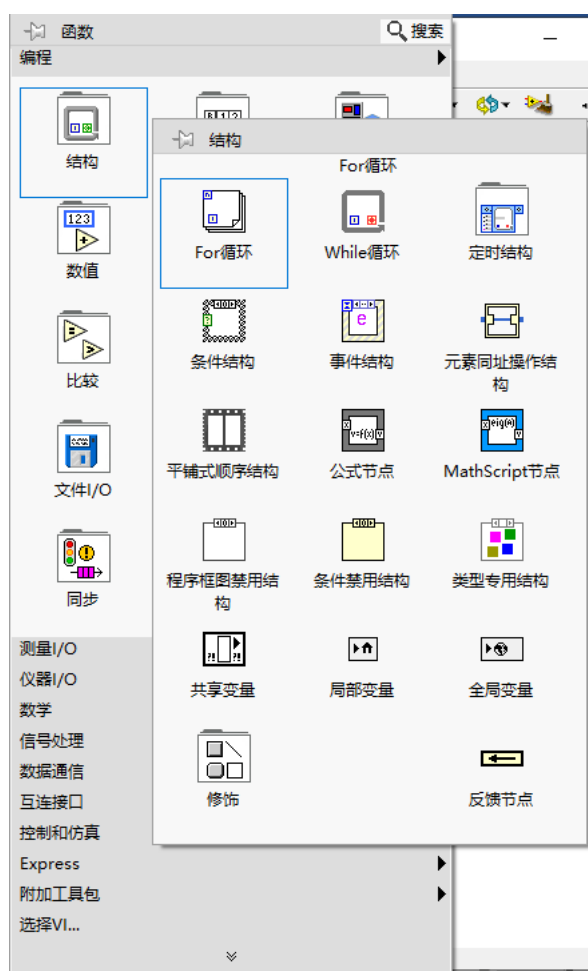 函数
搜索
编程
结构
数值
比较
文件I/O
同步
测量I/O
仪器I/O
数学
信号处理
数据通信
互连接口
控制和仿真
Express
附加工具包
选择VI...
结构
For循环
For循环
While循环
定时结构
条件结构
事件结构
元素同址操作结
构
平铺式顺序结构
公式节点
MathScript节点
程序框图禁用结
构
条件禁用结构
类型专用结构
共享变量
局部变量
全局变量
修饰
反馈节点